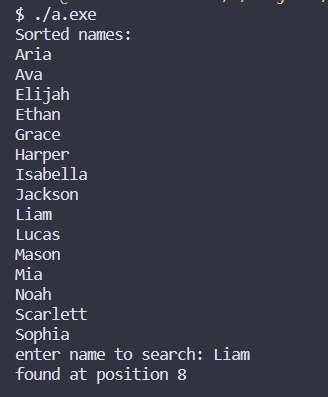 $ ./a.exe
Sorted names:
Aria
Ava
Elijah
Ethan
Grace
Harper
Isabella
Jackson
Liam
Lucas
Mason
Mia
Noah
Scarlett
Sophia
enter name to search: Liam
found at position 8